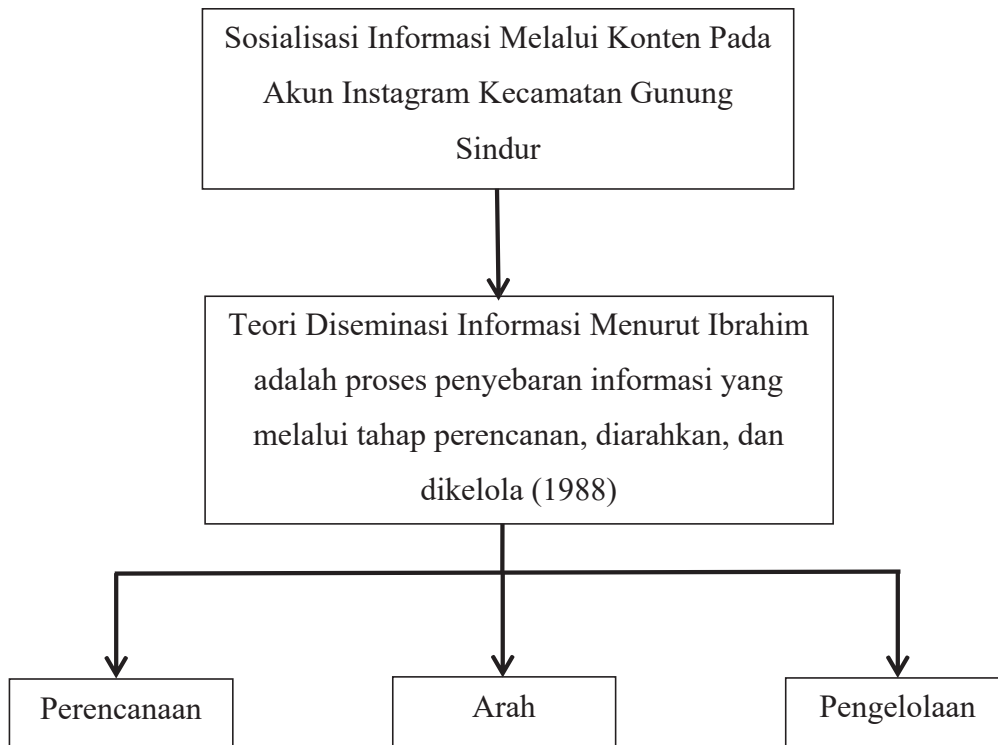 Sosialisasi Informasi Melalui Konten Pada
Akun Instagram Kecamatan Gunung
Sindur
Teori Diseminasi Informasi Menurut Ibrahim
adalah proses penyebaran informasi yang
melalui tahap perencanan, diarahkan, dan
dikelola (1988)
Perencanaan
Arah
Pengelolaan